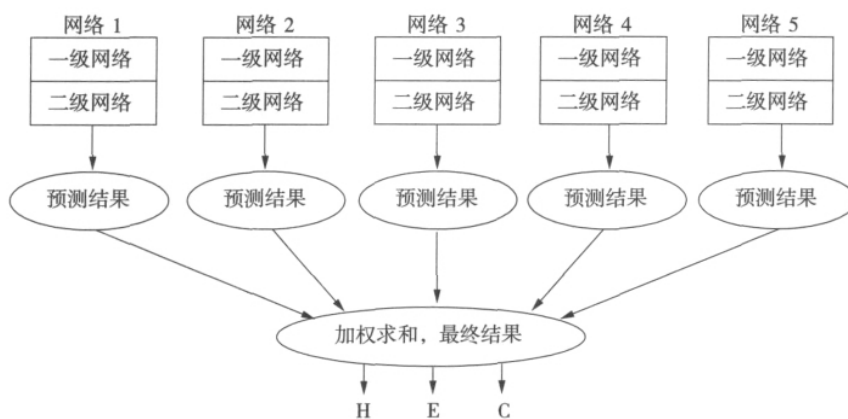 网络 1 网络 2 网络 3 网络 4 网络 5
一级网络 一级网络 一级网络 一级网络 一级网络
二级网络 二级网络 二级网络 二级网络 二级网络
预测结果 预测结果 预测结果 预测结果 预测结果
加权求和，最终结果
H E C